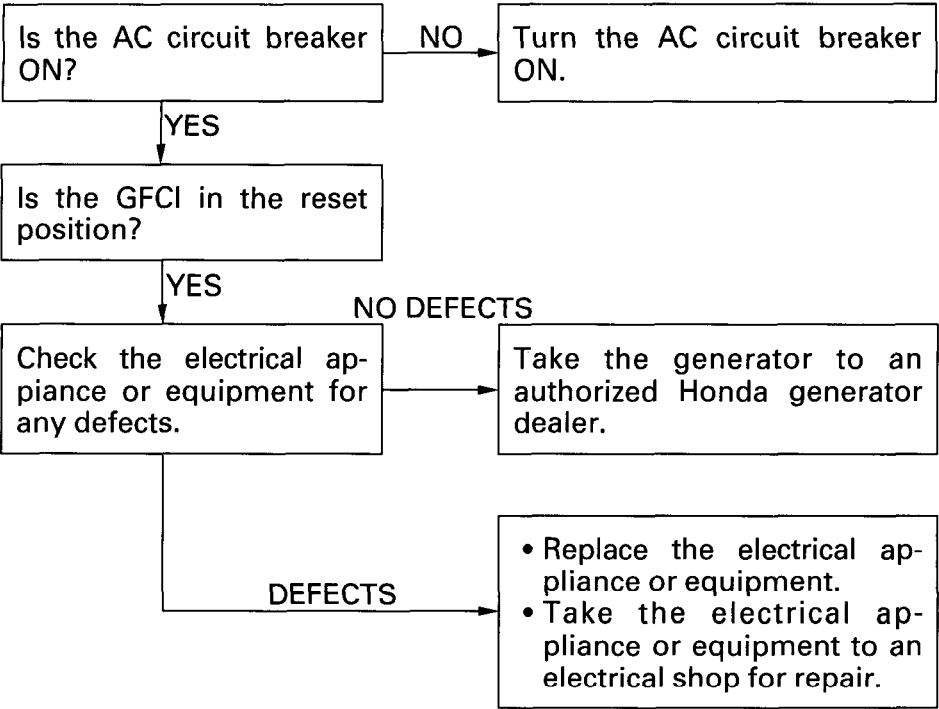 Is the AC circuit breaker
ON?
NO
Turn the AC circuit breaker
ON.
YES
Is the GFCI in the reset
position?
YES
NO DEFECTS
Check the electrical ap-
piance or equipment for
any defects.
Take the generator to an
authorized Honda generator
dealer.
DEFECTS
• Replace the electrical ap-
pliance or equipment.
• Take the electrical ap-
pliance or equipment to an
electrical shop for repair.